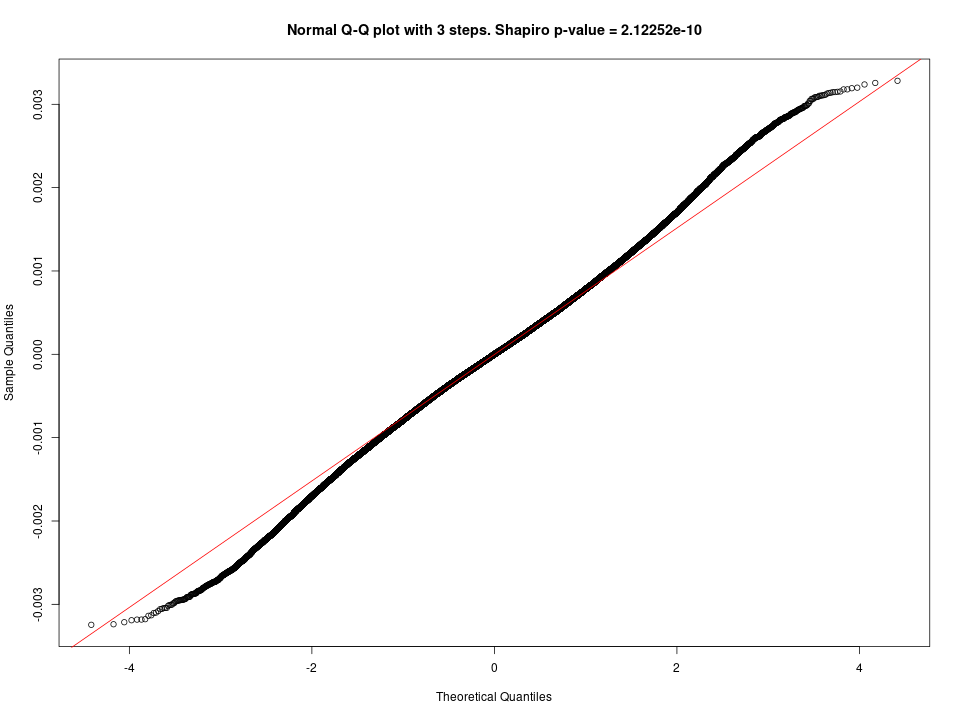 Normal Q-Q plot with 3 steps. Shapiro p-value = 2.12252e-10
0.003
0.002
0.001
0.000
-0.001
-0.002
-0.003
Sample Quantiles
-4 -2 0 2 4
Theoretical Quantiles